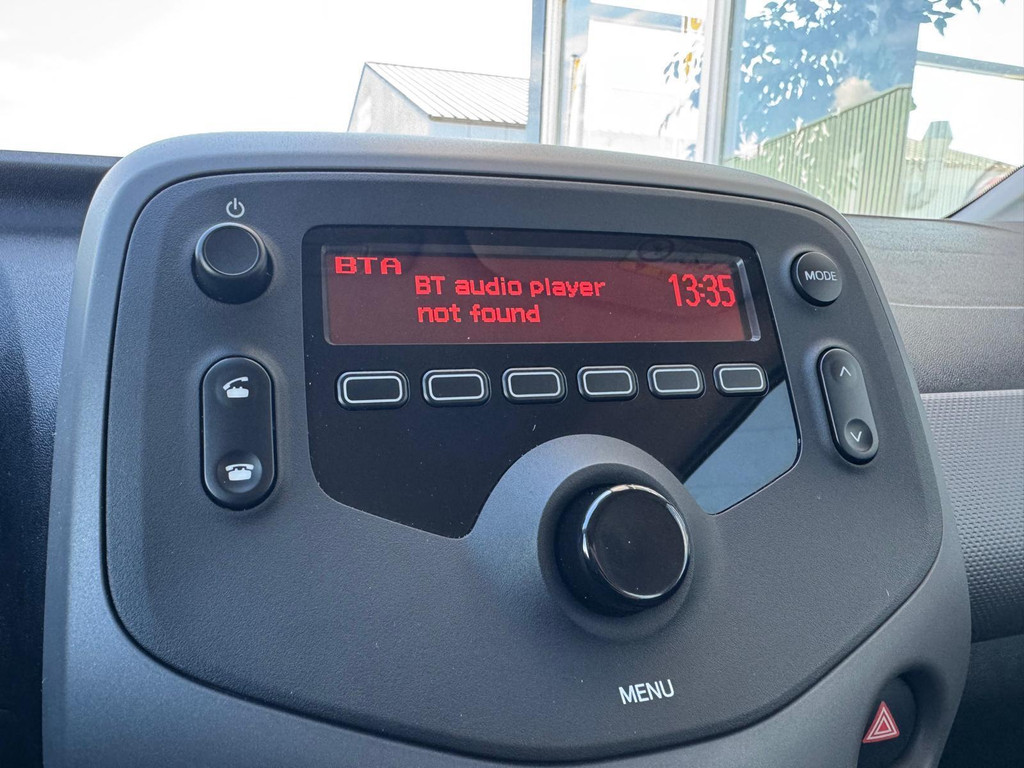 BTA
BT audio player
not found
13:35
MODE
MENU